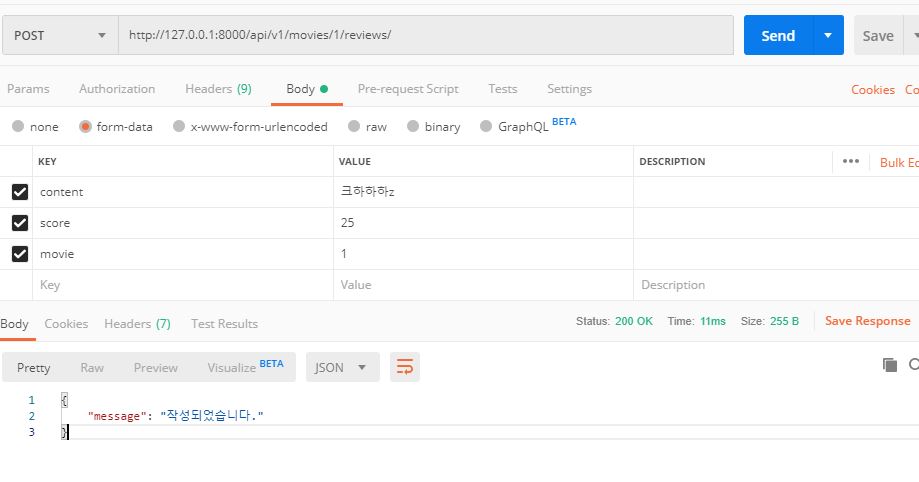 POST http://127.0.0.1:8000/api/v1/movies/1/reviews/ Send Save
Params Authorization Headers (9) Body Pre-request Script Tests Settings Cookies Co
none form-data x-www-form-urlencoded raw binary GraphQL BETA
KEY VALUE DESCRIPTION ••• Bulk Ec
content 크하하하z
score 25
movie 1
Key Value Description
Body Cookies Headers (7) Test Results Status: 200 OK Time: 11ms Size: 255 B Save Response
Pretty Raw Preview Visualize BETA JSON
1 {
2 "message": "작성되었습니다."
3 }